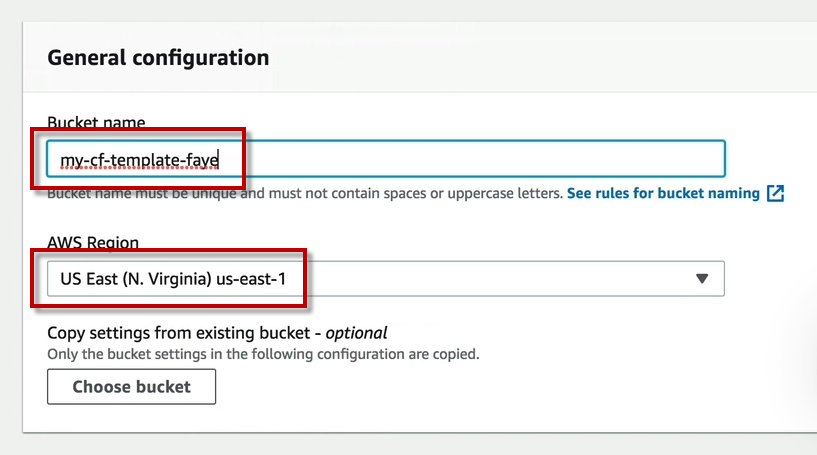 General configuration
Bucket name
my-cf-template-faye
Bucket name must be unique and must not contain spaces or uppercase letters. See rules for bucket naming
AWS Region
US East (N. Virginia) us-east-1
Copy settings from existing bucket - optional
Only the bucket settings in the following configuration are copied.
Choose bucket